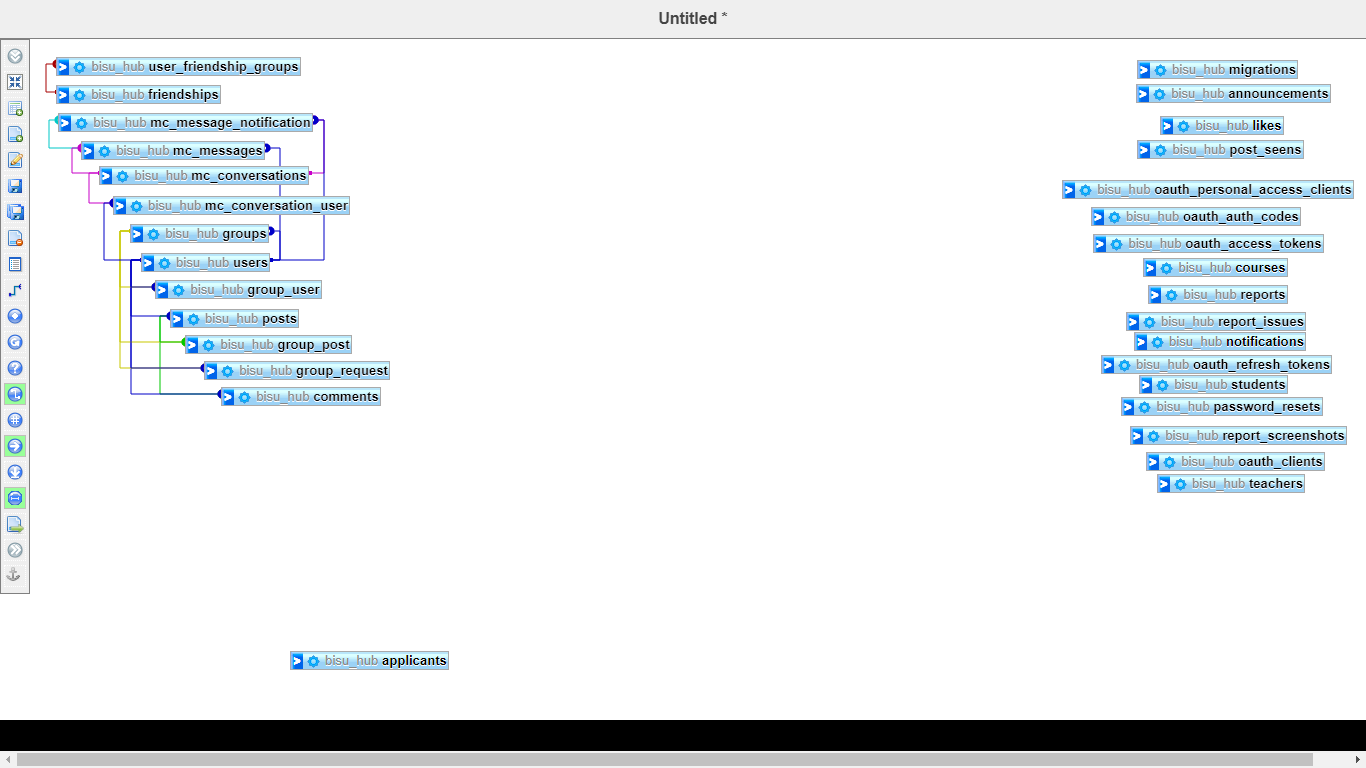 Untitled *
bisu_hub user_friendship_groups
bisu_hub friendships
bisu_hub mc_message_notification
bisu_hub mc_messages
bisu_hub mc_conversations
bisu_hub mc_conversation_user
bisu_hub groups
bisu_hub users
bisu_hub group_user
bisu_hub posts
bisu_hub group_post
bisu_hub group_request
bisu_hub comments
bisu_hub applicants
bisu_hub migrations
bisu_hub announcements
bisu_hub likes
bisu_hub post_seens
bisu_hub oauth_personal_access_clients
bisu_hub oauth_auth_codes
bisu_hub oauth_access_tokens
bisu_hub courses
bisu_hub reports
bisu_hub report_issues
bisu_hub notifications
bisu_hub oauth_refresh_tokens
bisu_hub students
bisu_hub password_resets
bisu_hub report_screenshots
bisu_hub oauth_clients
bisu_hub teachers